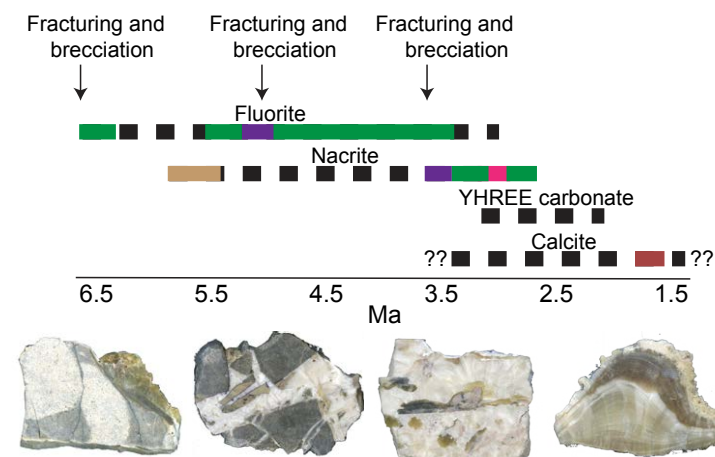 Fracturing and
brecciation
Fracturing and
brecciation
Fracturing and
brecciation
Fluorite
Nacrite
YHREE carbonate
?? Calcite ??
6.5 5.5 4.5 3.5 2.5 1.5
Ma